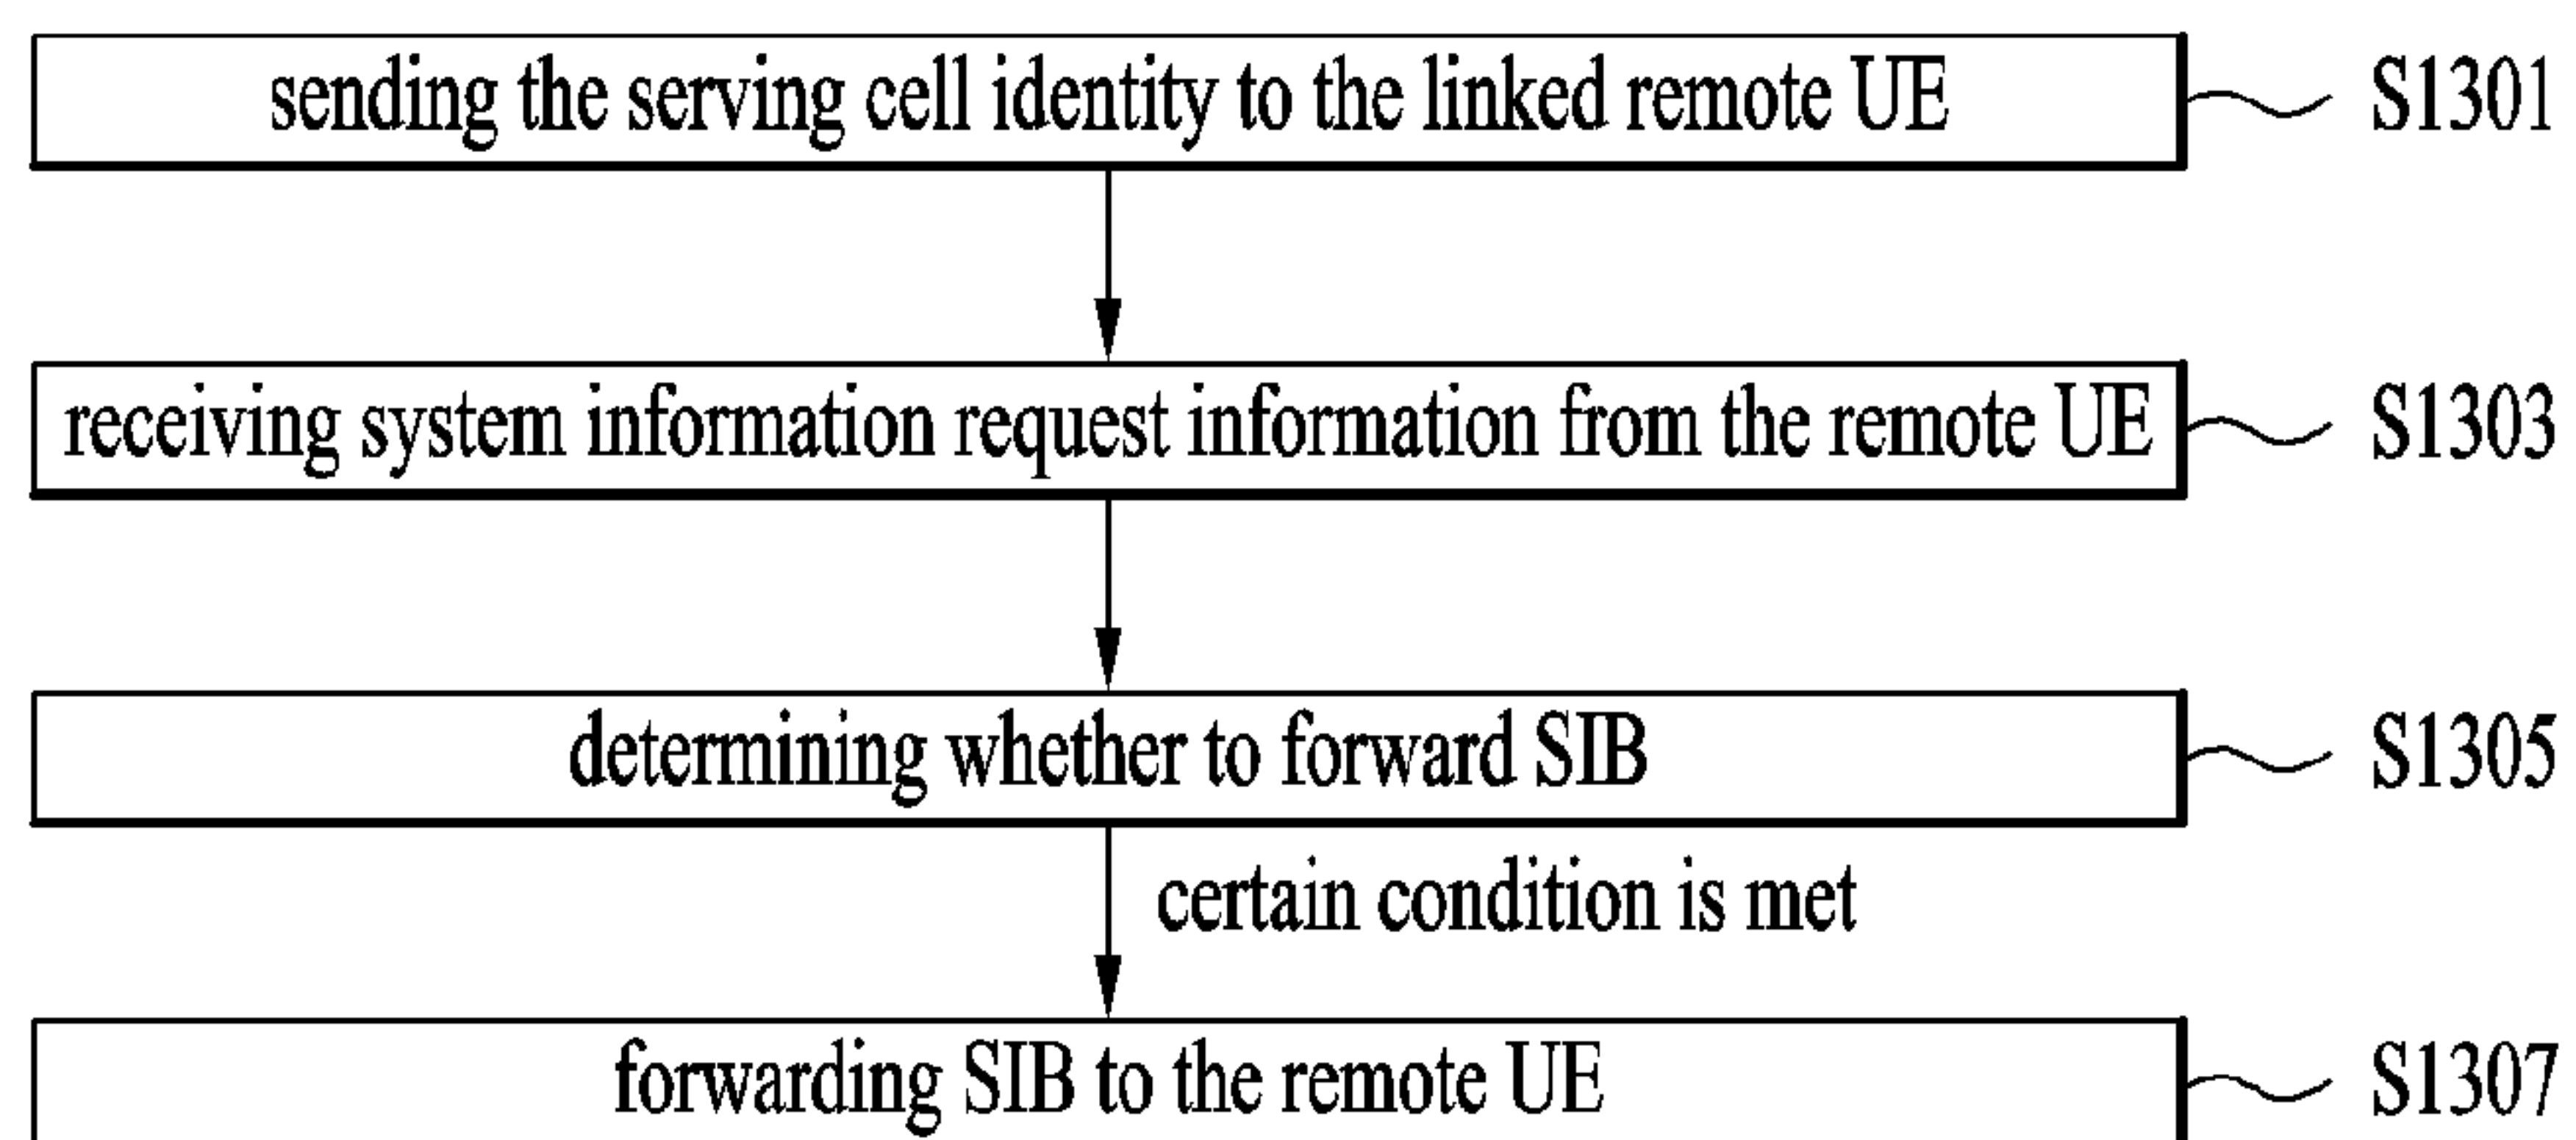 sending the serving cell identity to the linked remote UE S1301
receiving system information request information from the remote UE S1303
determining whether to forward SIB S1305
certain condition is met
forwarding SIB to the remote UE S1307